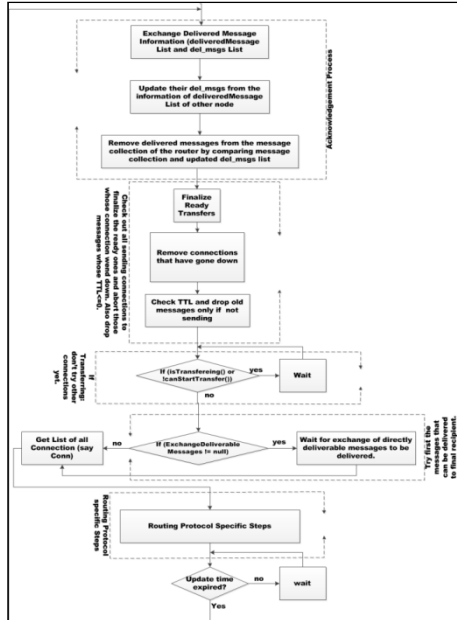 Exchange Delivered Message
Information (deliveredMessage
List and del_msgs List
Update their del_msgs from the
information of deliveredMessage
List of other node
Remove delivered messages from the message
collection of the router by comparing message
collection and updated del_msgs list
Acknowledgement Process
Finalize
Ready
Transfers
Remove connections
that have gone down
Check TTL and drop old
messages only if  not
sending
Check out all sending connections to
finalize the ready ones and abort those
whose connection wend down. Also drop
messages whose TTL<=0.
If (isTransfereing() or
!canStartTransfer())
yes
Wait
no
If
Transferring;
don't try other
connections
yet.
Get List of all
Connection (say
Conn)
no
If (ExchangeDeliverable
Messages != null)
yes
Wait for exchange of directly
deliverable messages to be
delivered.
Try first the
messages that
can be delivered
to final recipient.
Routing Protocol Specific Steps
Routing Protocol
specific Steps
Update time
expired?
no
wait
Yes